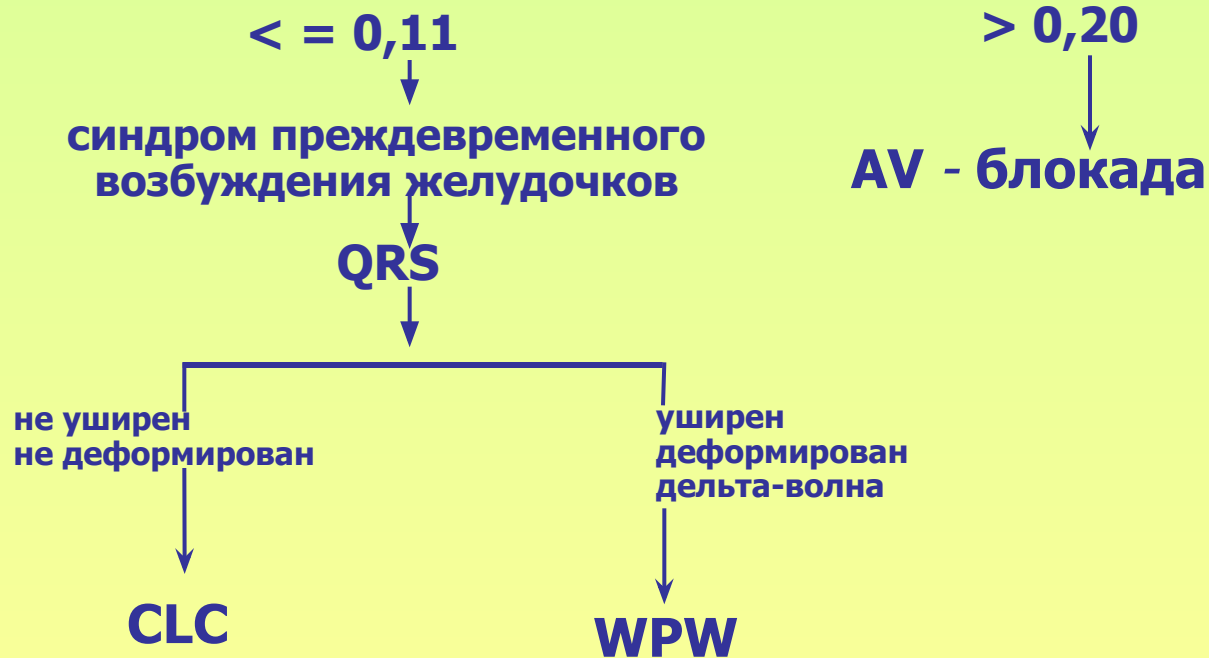 < = 0,11
> 0,20
синдром преждевременного
возбуждения желудочков
AV - блокада
QRS
не уширен
не деформирован
уширен
деформирован
дельта-волна
CLC
WPW